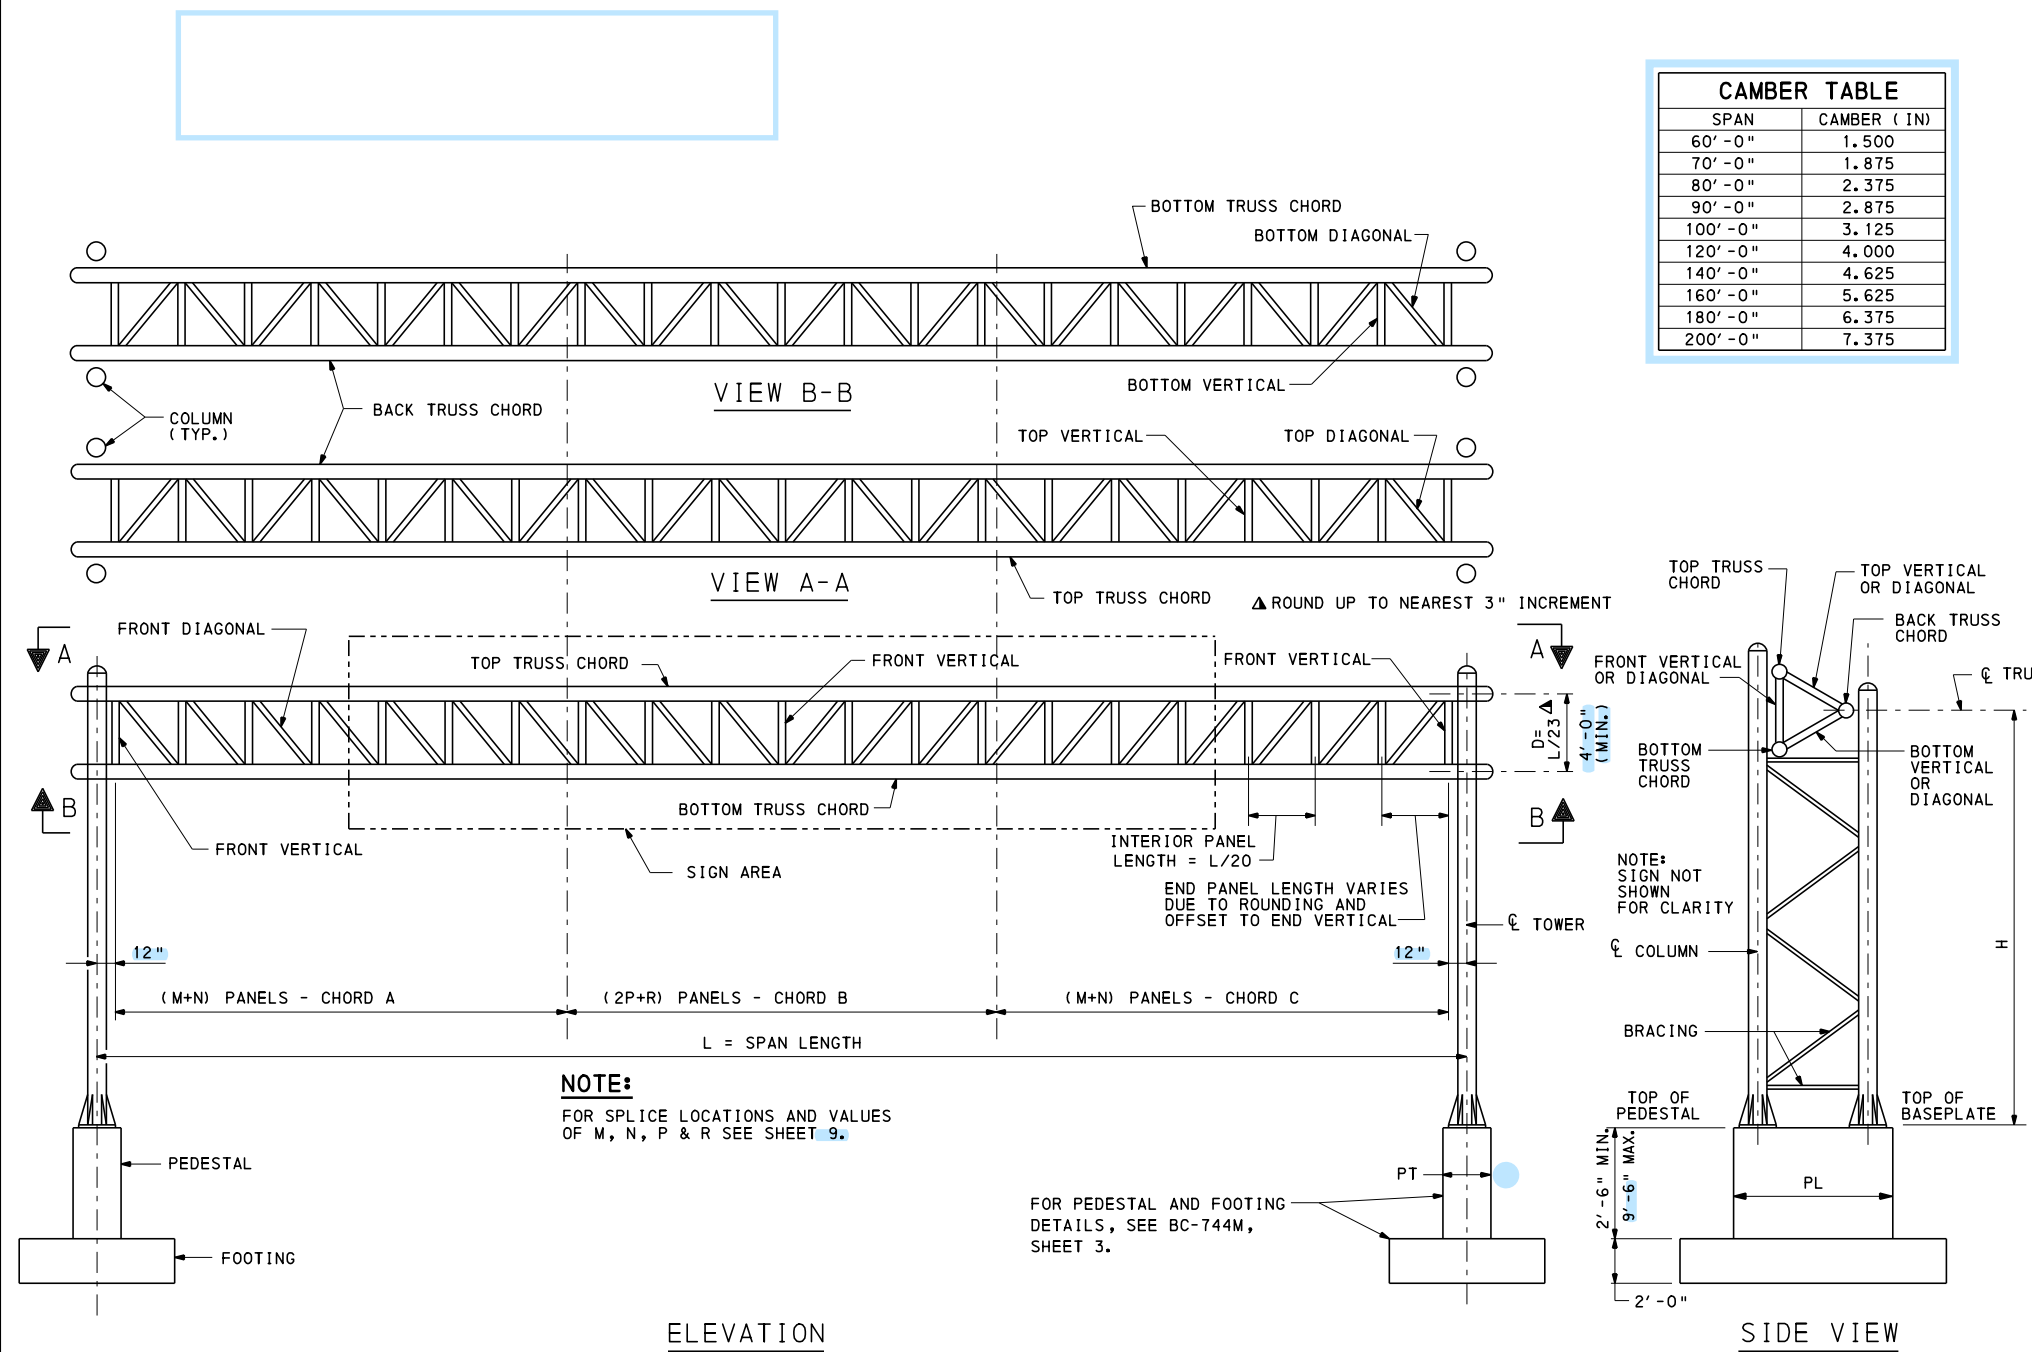 CAMBER TABLE
SPAN CAMBER (IN)
60'-0" 1.500
70'-0" 1.875
80'-0" 2.375
90'-0" 2.875
100'-0" 3.125
120'-0" 4.000
140'-0" 4.625
160'-0" 5.625
180'-0" 6.375
200'-0" 7.375
BOTTOM TRUSS CHORD
BOTTOM DIAGONAL
BOTTOM VERTICAL
VIEW B-B
BACK TRUSS CHORD
COLUMN
(TYP.)
TOP VERTICAL
TOP DIAGONAL
VIEW A-A
TOP TRUSS CHORD
ROUND UP TO NEAREST 3" INCREMENT
FRONT DIAGONAL
A
TOP TRUSS CHORD
FRONT VERTICAL
FRONT VERTICAL
A
D=
L/23
4'-0"
(MIN.)
B
BOTTOM TRUSS CHORD
B
FRONT VERTICAL
SIGN AREA
INTERIOR PANEL
LENGTH = L/20
END PANEL LENGTH VARIES
DUE TO ROUNDING AND
OFFSET TO END VERTICAL
℄ TOWER
12"
12"
(M+N) PANELS - CHORD A
(2P+R) PANELS - CHORD B
(M+N) PANELS - CHORD C
L = SPAN LENGTH
NOTE:
FOR SPLICE LOCATIONS AND VALUES
OF M, N, P & R SEE SHEET 9.
PEDESTAL
FOOTING
PT
FOR PEDESTAL AND FOOTING
DETAILS, SEE BC-744M,
SHEET 3.
ELEVATION
TOP TRUSS
CHORD
TOP VERTICAL
OR DIAGONAL
BACK TRUSS
CHORD
FRONT VERTICAL
OR DIAGONAL
℄ TRU
BOTTOM
TRUSS
CHORD
BOTTOM
VERTICAL
OR
DIAGONAL
NOTE:
SIGN NOT
SHOWN
FOR CLARITY
℄ COLUMN
H
BRACING
TOP OF
PEDESTAL
TOP OF
BASEPLATE
2'-6" MIN.
9'-6" MAX.
PL
2'-0"
SIDE VIEW